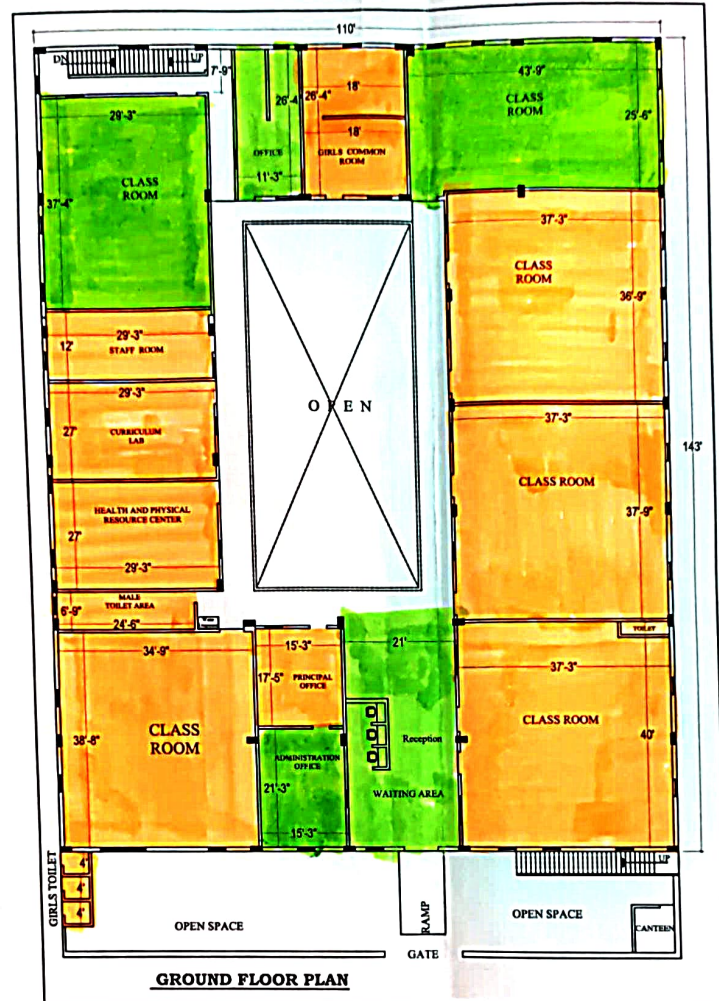 110'
DN
UP
7'-9"
29'-3"
CLASS
ROOM
37'-4"
26'-4
OFFICE
11'-3"
26'-4"
18'
18'
GIRLS COMMON
ROOM
43'-9"
CLASS
ROOM
25'-6"
37'-3"
CLASS
ROOM
36'-9"
29'-3"
12'
STAFF ROOM
29'-3"
27'
CURRICULUM
LAB
OPEN
37'-3"
143'
CLASS ROOM
37'-9"
HEALTH AND PHYSICAL
RESOURCE CENTER
27'
29'-3"
MALE
TOILET AREA
6'-9"
24'-6"
TOILET
34'-9"
15'-3"
21'
37'-3"
17'-5"
PRINCIPAL
OFFICE
CLASS
ROOM
38'-8"
CLASS ROOM
40'
Reception
ADMINISTRATION
OFFICE
21'-3"
WAITING AREA
15'-3"
GIRLS TOILET
4'
4'
4'
UP
RAMP
OPEN SPACE
OPEN SPACE
CANTEEN
GATE
GROUND FLOOR PLAN